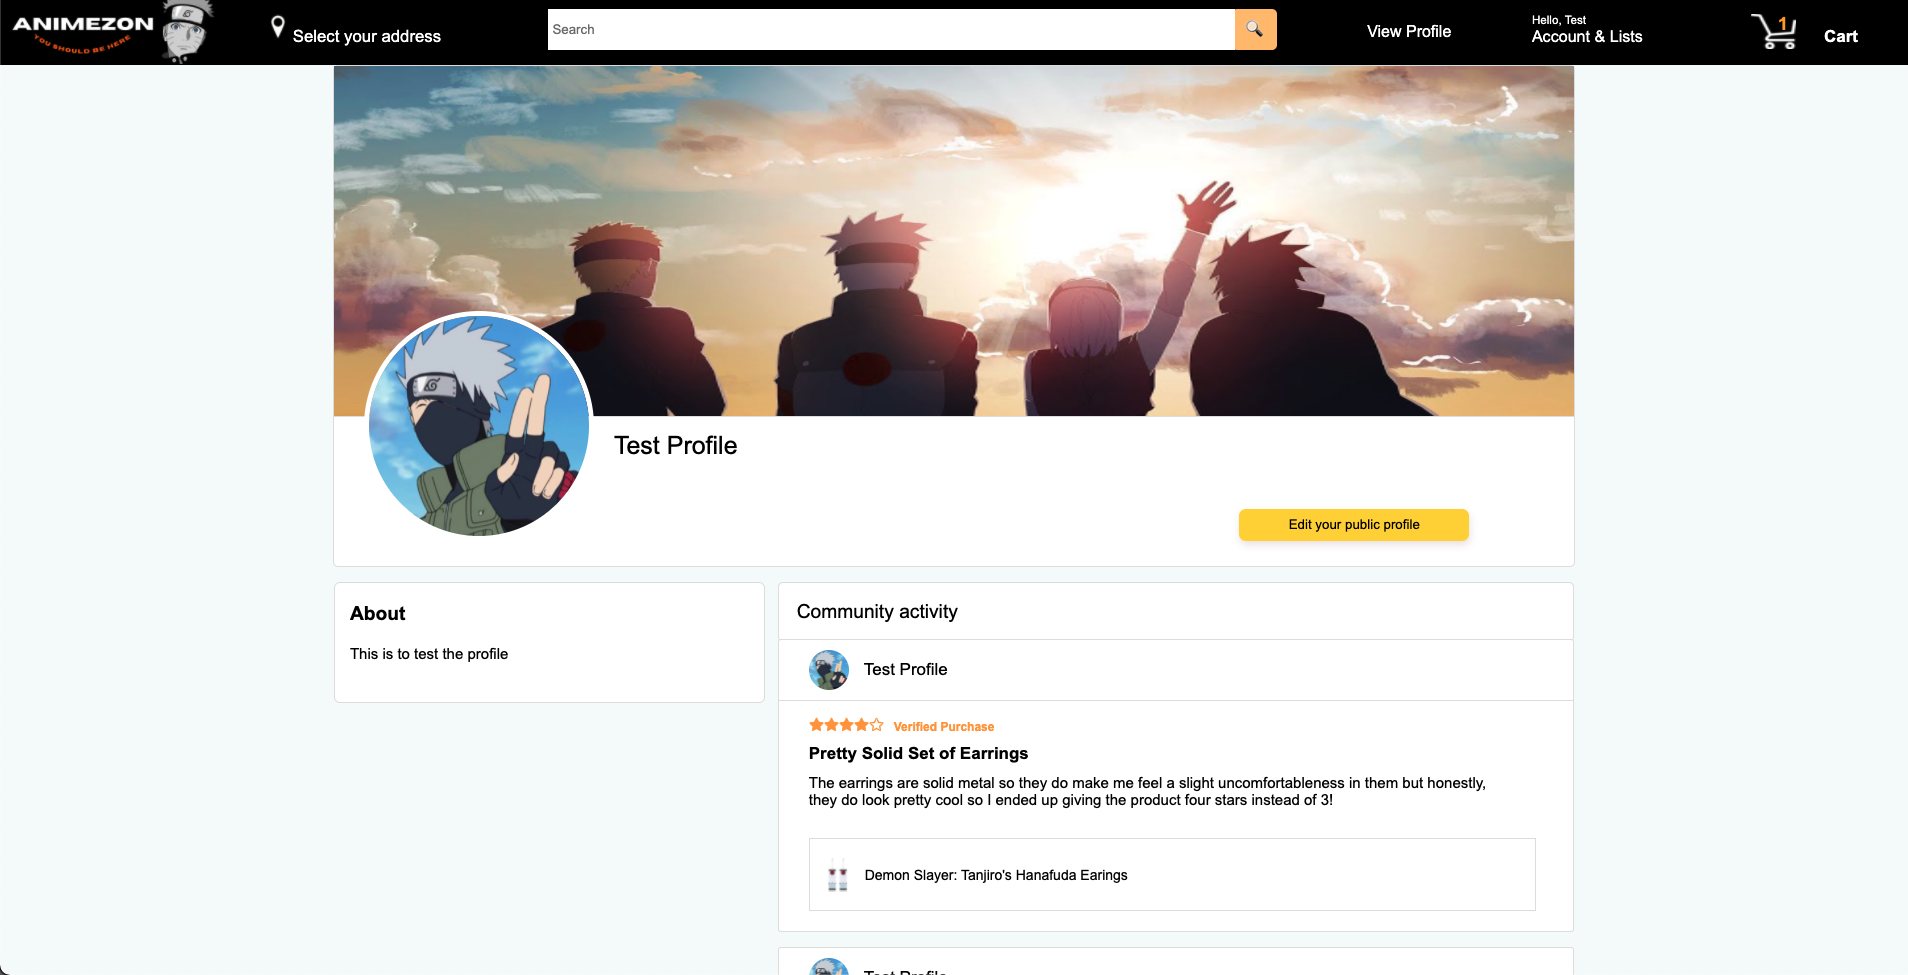 ANIMEZON
YOU SHOULD BE HERE
Select your address
Search
View Profile
Hello, Test
Account & Lists
1
Cart
Test Profile
Edit your public profile
About
This is to test the profile
Community activity
Test Profile
Verified Purchase
Pretty Solid Set of Earrings
The earrings are solid metal so they do make me feel a slight uncomfortableness in them but honestly,
they do look pretty cool so I ended up giving the product four stars instead of 3!
Demon Slayer: Tanjiro's Hanafuda Earings
Test Profile